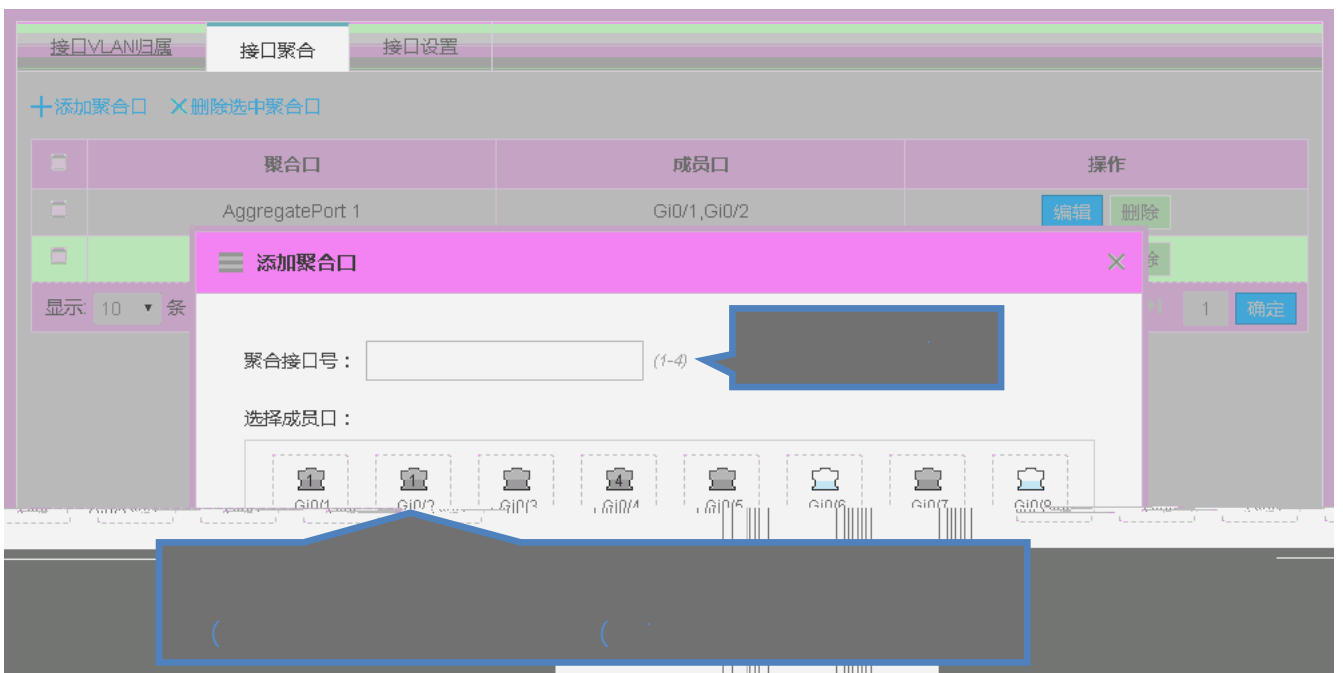 接口VLAN归属 接口聚合 接口设置
添加聚合口 删除选中聚合口
聚合口 成员口 操作
AggregatePort 1 Gi0/1,Gi0/2 编辑 删除
添加聚合口
显示: 10 条 1 确定
聚合接口号： (1-4)
选择成员口：
1 1 4
Gi0/1 Gi0/2 Gi0/3 Gi0/4 Gi0/5 Gi0/6 Gi0/7 Gi0/8